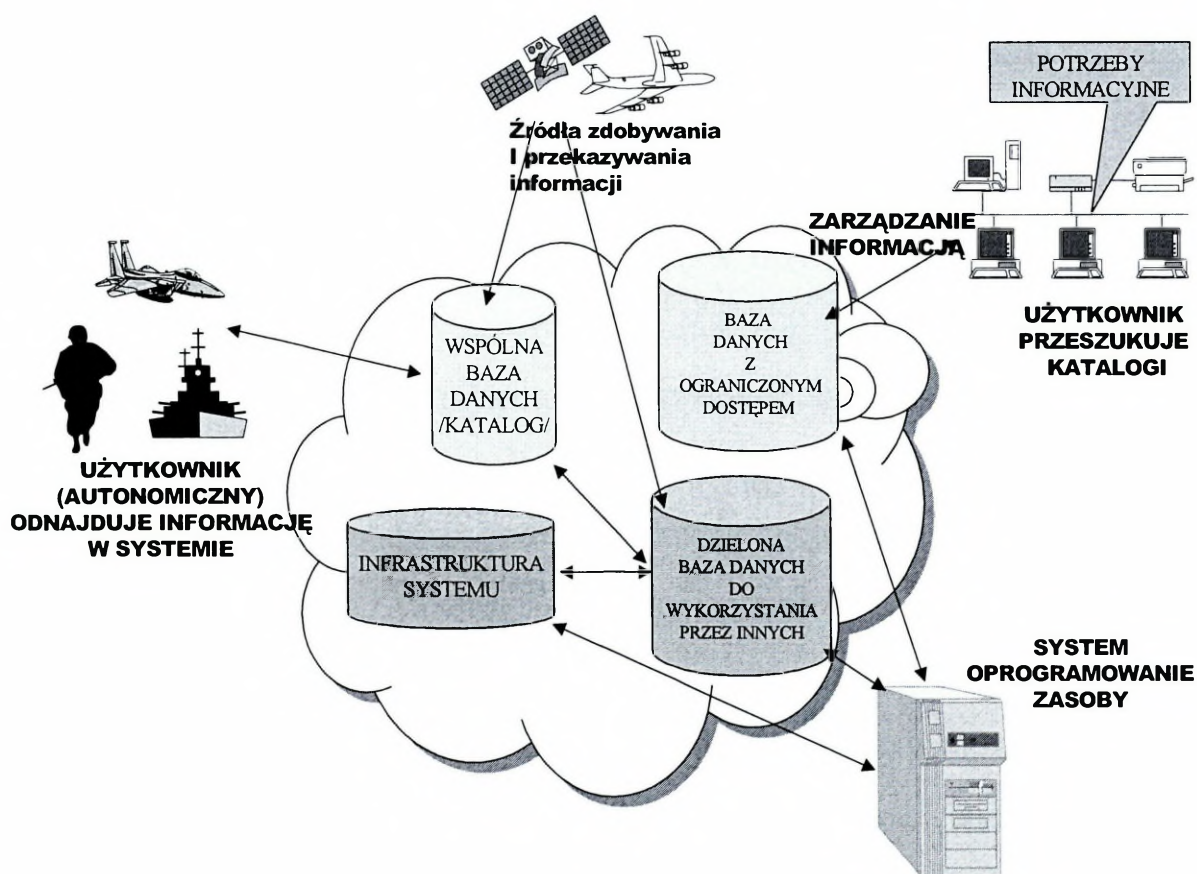 POTRZEBY
INFORMACYJNE
Źródła zdobywania
I przekazywania
informacji
ZARZĄDZANIE
INFORMACJĄ
UŻYTKOWNIK
PRZESZUKUJE
KATALOGI
WSPÓLNA
BAZA
DANYCH
/KATALOG/
BAZA
DANYCH
Z
OGRANICZONYM
DOSTĘPEM
UŻYTKOWNIK
(AUTONOMICZNY)
ODNAJDUJE INFORMACJĘ
W SYSTEMIE
INFRASTRUKTURA
SYSTEMU
DZIELONA
BAZA DANYCH
DO
WYKORZYSTANIA
PRZEZ INNYCH
SYSTEM
OPROGRAMOWANIE
ZASOBY